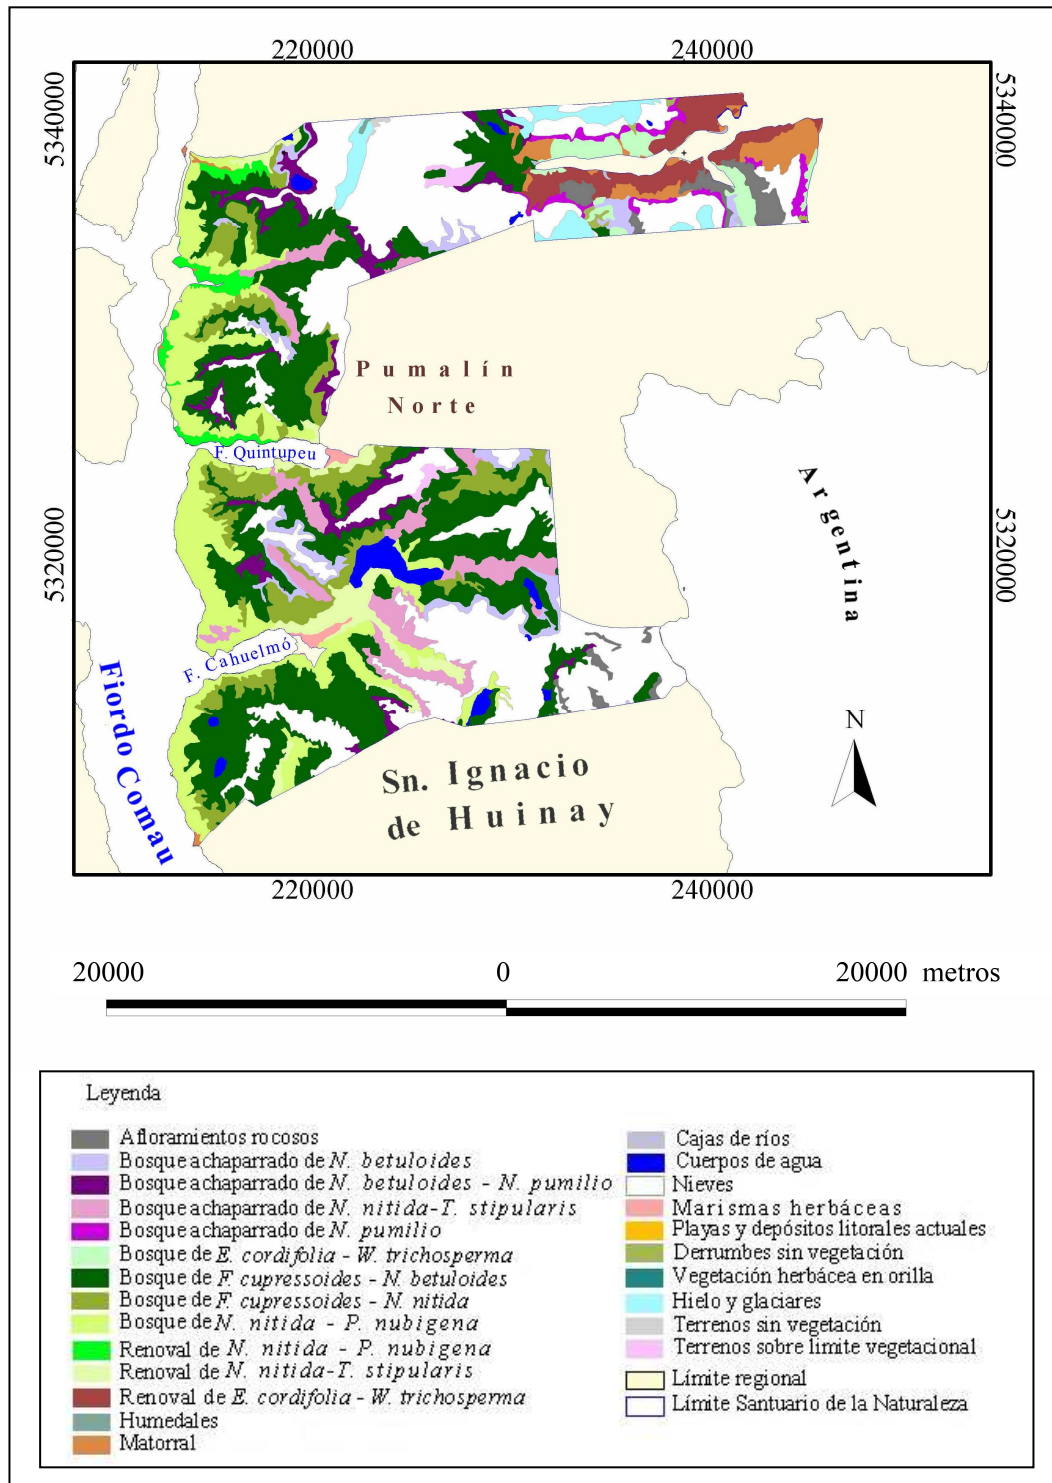 220000 240000
5340000
5340000
Pumalín
Norte
F. Quintupeu
Argentina
5320000
5320000
F. Cahuelmó
Fiordo Comau
Sn. Ignacio
de Huinay
N
220000 240000
20000 0 20000 metros
Leyenda
Afloramientos rocosos
Bosque achaparrado de N. betuloides
Bosque achaparrado de N. betuloides - N. pumilio
Bosque achaparrado de N. nitida-T. stipularis
Bosque achaparrado de N. pumilio
Bosque de E. cordifolia - W. trichosperma
Bosque de F. cupressoides - N. betuloides
Bosque de F. cupressoides - N. nitida
Bosque de N. nitida - P. nubigena
Renoval de N. nitida - P. nubigena
Renoval de N. nitida-T. stipularis
Renoval de E. cordifolia - W. trichosperma
Humedales
Matorral
Cajas de ríos
Cuerpos de agua
Nieves
Marismas herbáceas
Playas y depósitos litorales actuales
Derrumbes sin vegetación
Vegetación herbácea en orilla
Hielo y glaciares
Terrenos sin vegetación
Terrenos sobre limite vegetacional
Límite regional
Límite Santuario de la Naturaleza